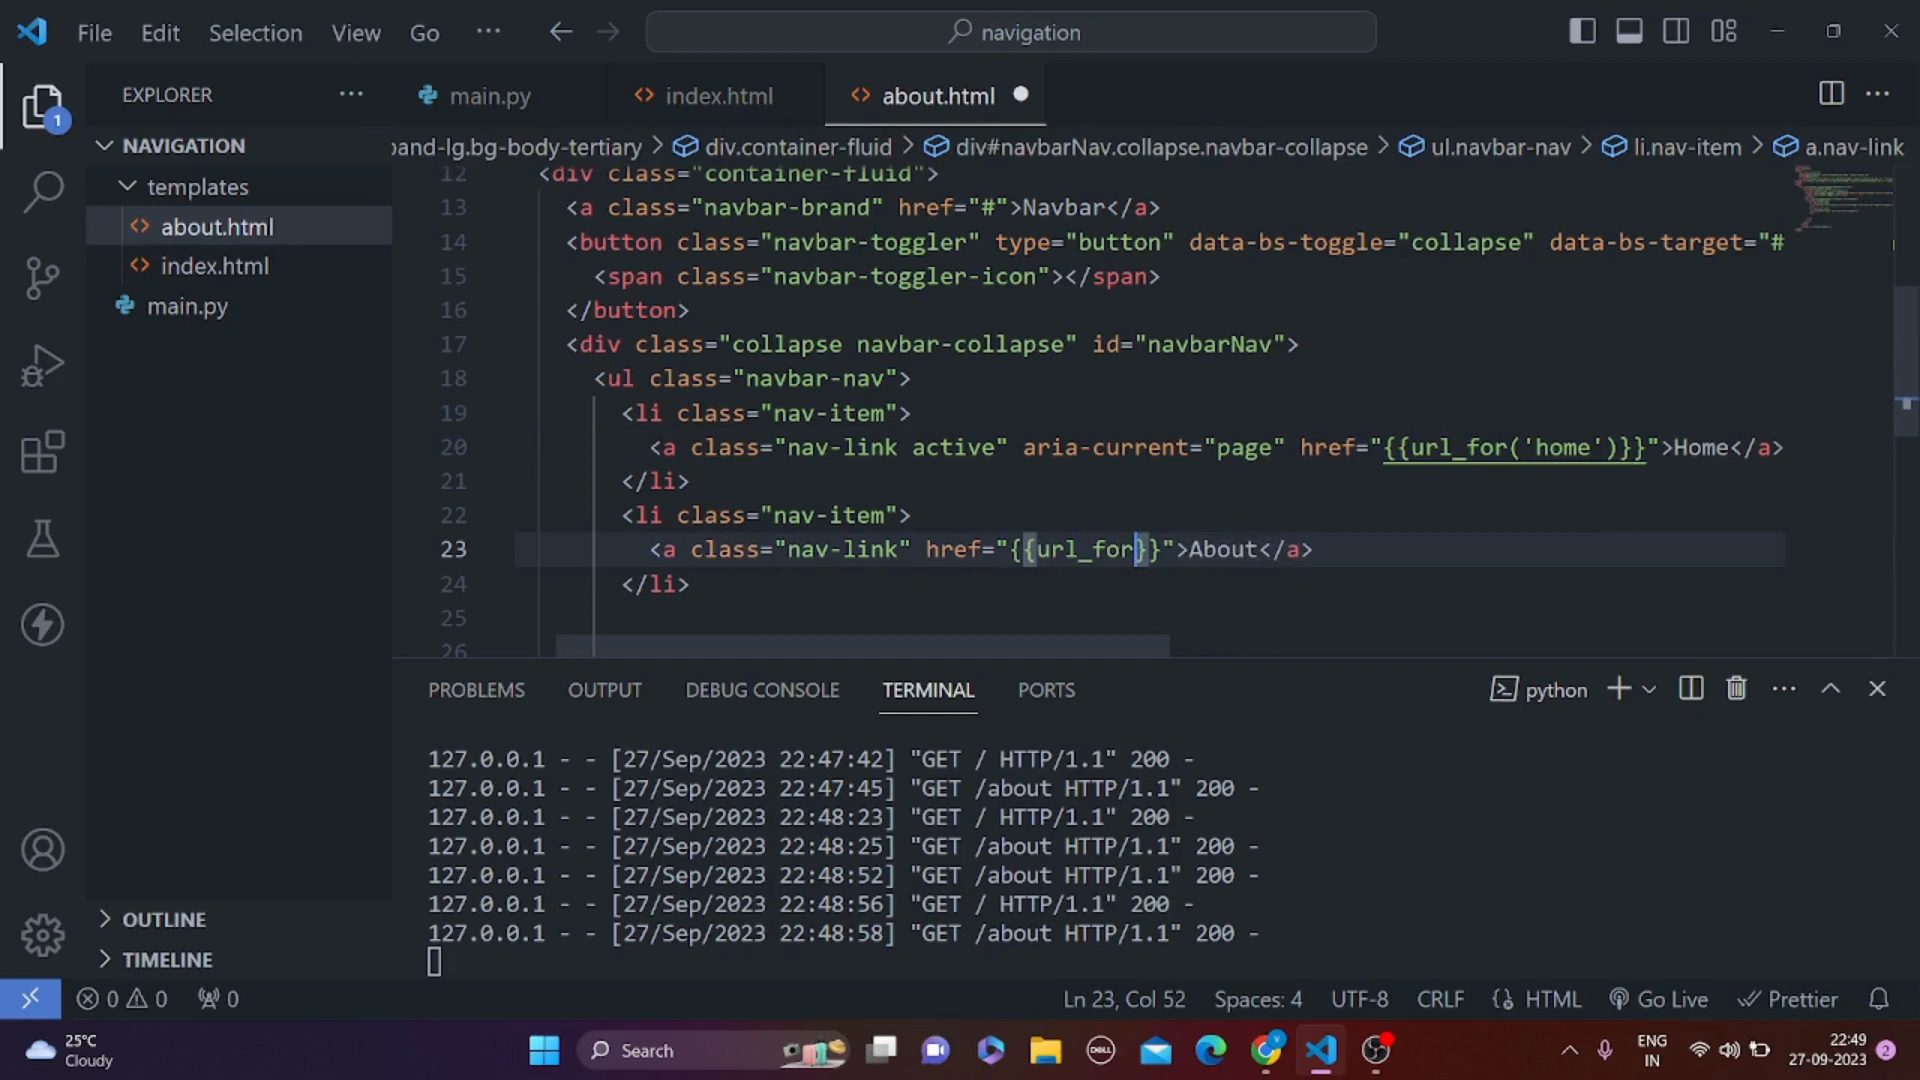 File Edit Selection View Go ··· navigation
EXPLORER ··· main.py index.html about.html
NAVIGATION
templates
about.html
index.html
main.py
OUTLINE
TIMELINE
1
pand-lg.bg-body-tertiary > div.container-fluid > div#navbarNav.collapse.navbar-collapse > ul.navbar-nav > li.nav-item > a.nav-link
12 <div class="container-fluid">
13 <a class="navbar-brand" href="#">Navbar</a>
14 <button class="navbar-toggler" type="button" data-bs-toggle="collapse" data-bs-target="#
15 <span class="navbar-toggler-icon"></span>
16 </button>
17 <div class="collapse navbar-collapse" id="navbarNav">
18 <ul class="navbar-nav">
19 <li class="nav-item">
20 <a class="nav-link active" aria-current="page" href="{{url_for('home')}}">Home</a>
21 </li>
22 <li class="nav-item">
23 <a class="nav-link" href="{{url_for}}">About</a>
24 </li>
25
26
PROBLEMS OUTPUT DEBUG CONSOLE TERMINAL PORTS python
127.0.0.1 - - [27/Sep/2023 22:47:42] "GET / HTTP/1.1" 200 -
127.0.0.1 - - [27/Sep/2023 22:47:45] "GET /about HTTP/1.1" 200 -
127.0.0.1 - - [27/Sep/2023 22:48:23] "GET / HTTP/1.1" 200 -
127.0.0.1 - - [27/Sep/2023 22:48:25] "GET /about HTTP/1.1" 200 -
127.0.0.1 - - [27/Sep/2023 22:48:52] "GET /about HTTP/1.1" 200 -
127.0.0.1 - - [27/Sep/2023 22:48:56] "GET / HTTP/1.1" 200 -
127.0.0.1 - - [27/Sep/2023 22:48:58] "GET /about HTTP/1.1" 200 -
0 0 0 Ln 23, Col 52 Spaces: 4 UTF-8 CRLF HTML Go Live Prettier
25°C
Cloudy
Search
DELL
ENG
IN
22:49
27-09-2023
2